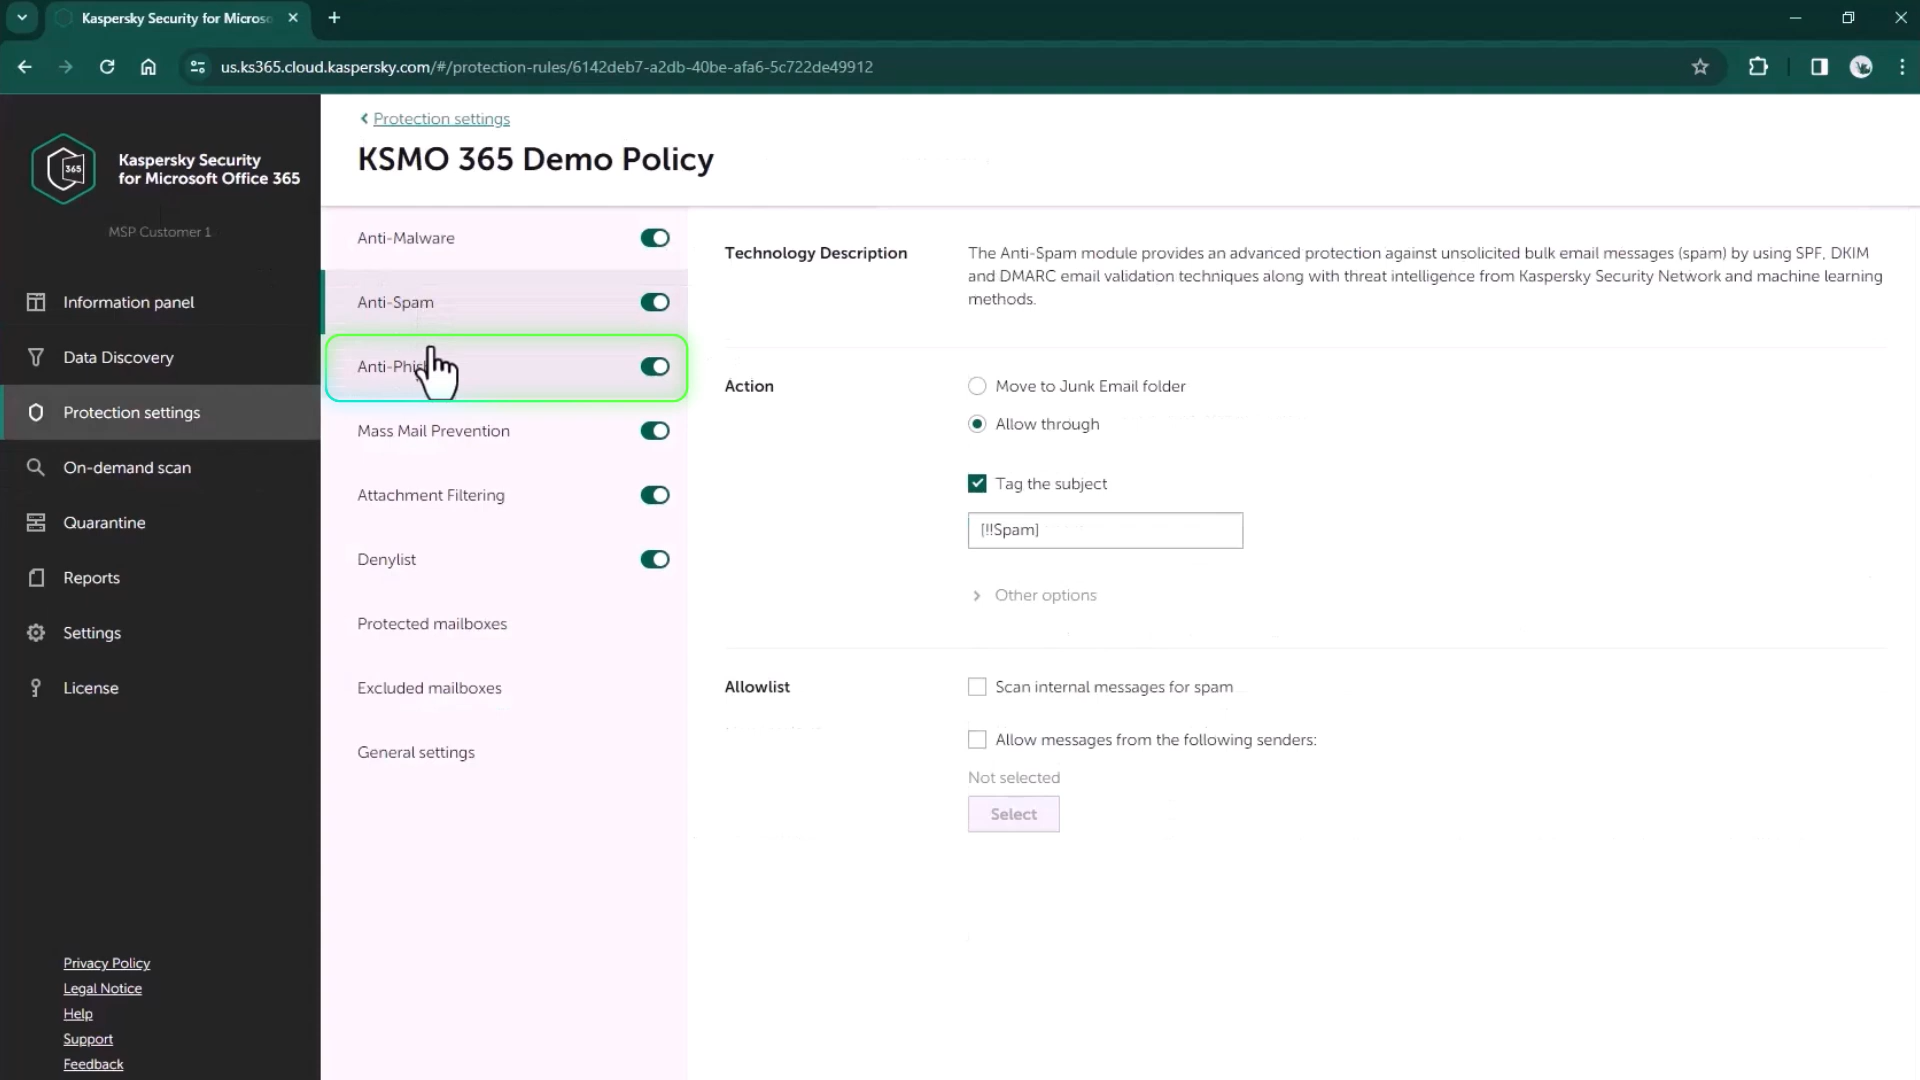 Kaspersky Security for Micros
us.ks365.cloud.kaspersky.com/#/protection-rules/6142deb7-a2db-40be-afa6-5c722de49912
365
Kaspersky Security
for Microsoft Office 365
MSP Customer 1
Information panel
Data Discovery
Protection settings
On-demand scan
Quarantine
Reports
Settings
License
Privacy Policy
Legal Notice
Help
Support
Feedback
Protection settings
KSMO 365 Demo Policy
Anti-Malware
Anti-Spam
Anti-Phis
Mass Mail Prevention
Attachment Filtering
Denylist
Protected mailboxes
Excluded mailboxes
General settings
Technology Description
The Anti-Spam module provides an advanced protection against unsolicited bulk email messages (spam) by using SPF, DKIM
and DMARC email validation techniques along with threat intelligence from Kaspersky Security Network and machine learning
methods.
Action
Move to Junk Email folder
Allow through
Tag the subject
[!!Spam]
Other options
Allowlist
Scan internal messages for spam
Allow messages from the following senders:
Not selected
Select